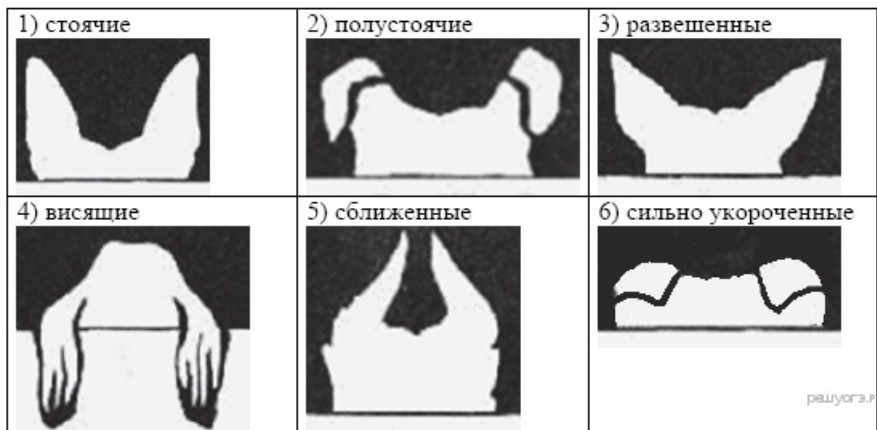 1) стоячие
2) полустоячие
3) развешенные
4) висящие
5) сближенные
6) сильно укороченные